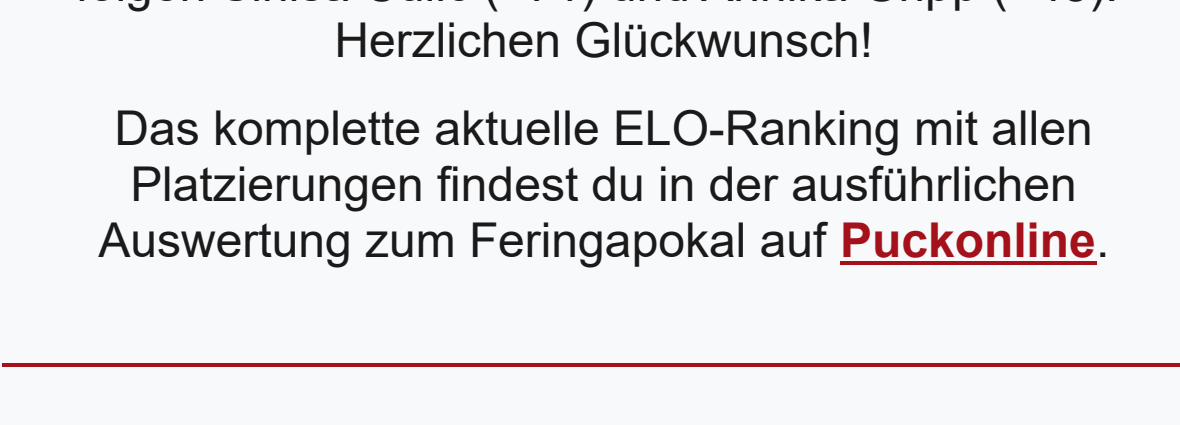 Herzlichen Glückwunsch!
Das komplette aktuelle ELO-Ranking mit allen
Platzierungen findest du in der ausführlichen
Auswertung zum Feringapokal auf Puckonline.